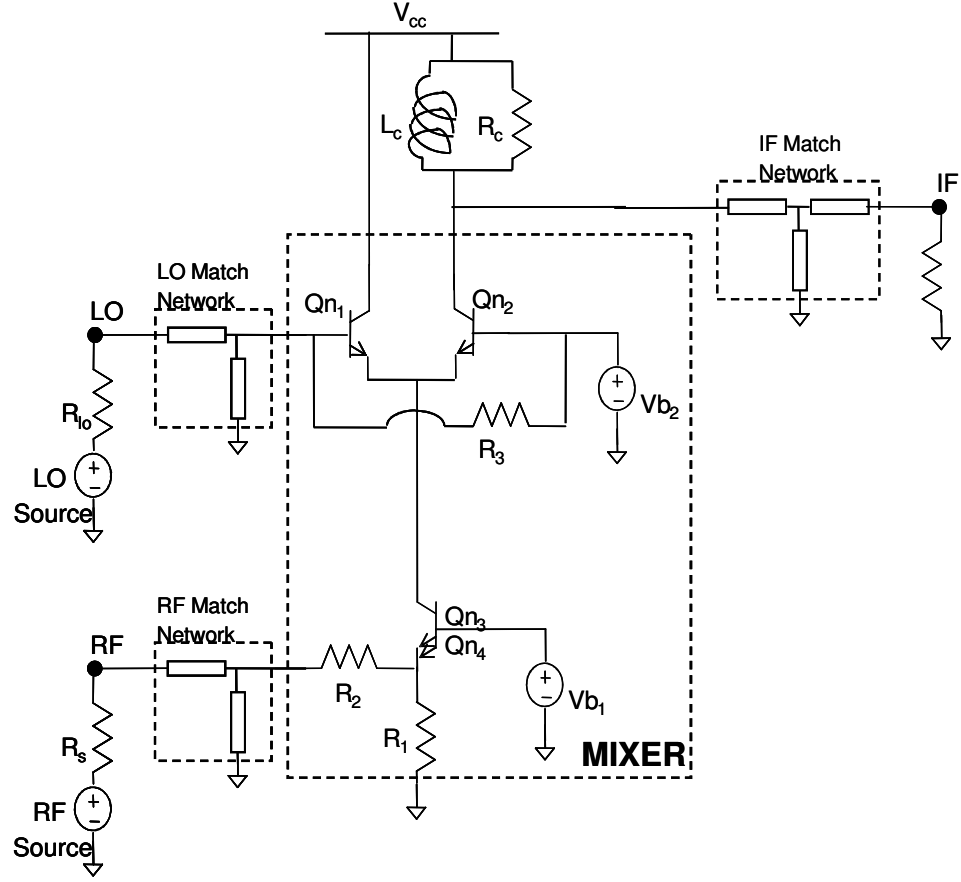 Vcc
Lc
Rc
IF Match
Network
IF
LO Match
Network
LO
Qn1
Qn2
Rlo
Vb2
R3
LO
Source
RF Match
Network
RF
Qn3
Qn4
R2
Vb1
Rs
R1
MIXER
RF
Source